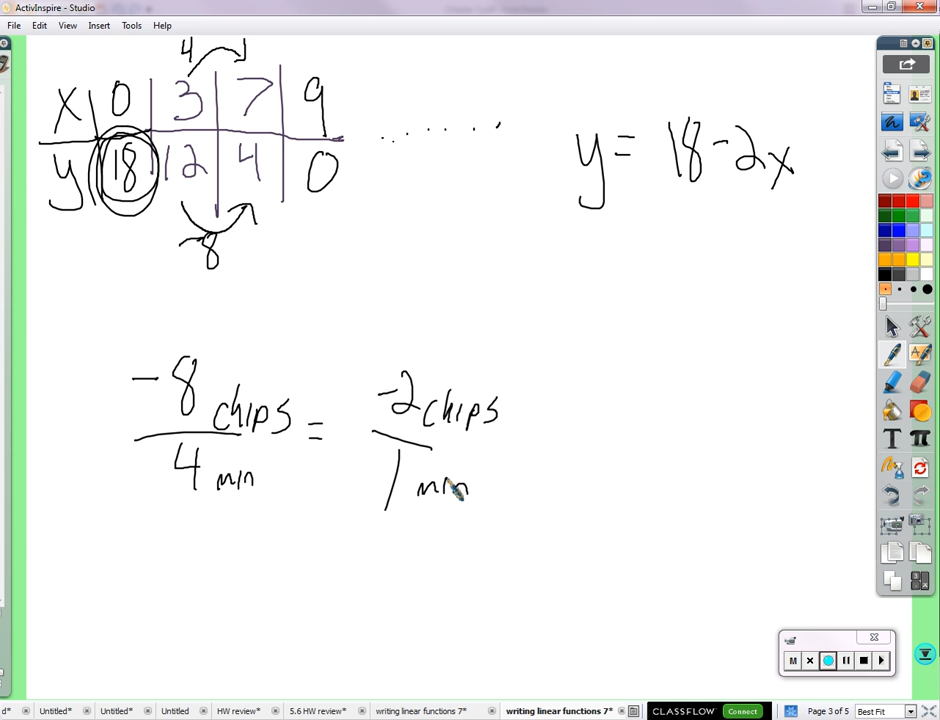 ActivInspire - Studio
File Edit View Insert Tools Help
4
x 0 3 7 9
y 18 12 4 0
.......
y = 18 - 2x
-8
-8 chips = -2 chips
4 min 1 min
T π
M
d* Untitled* Untitled* Untitled HW review* 5.6 HW review* writing linear functions 7* writing linear functions 7* CLASSFLOW Connect Page 3 of 5 Best Fit